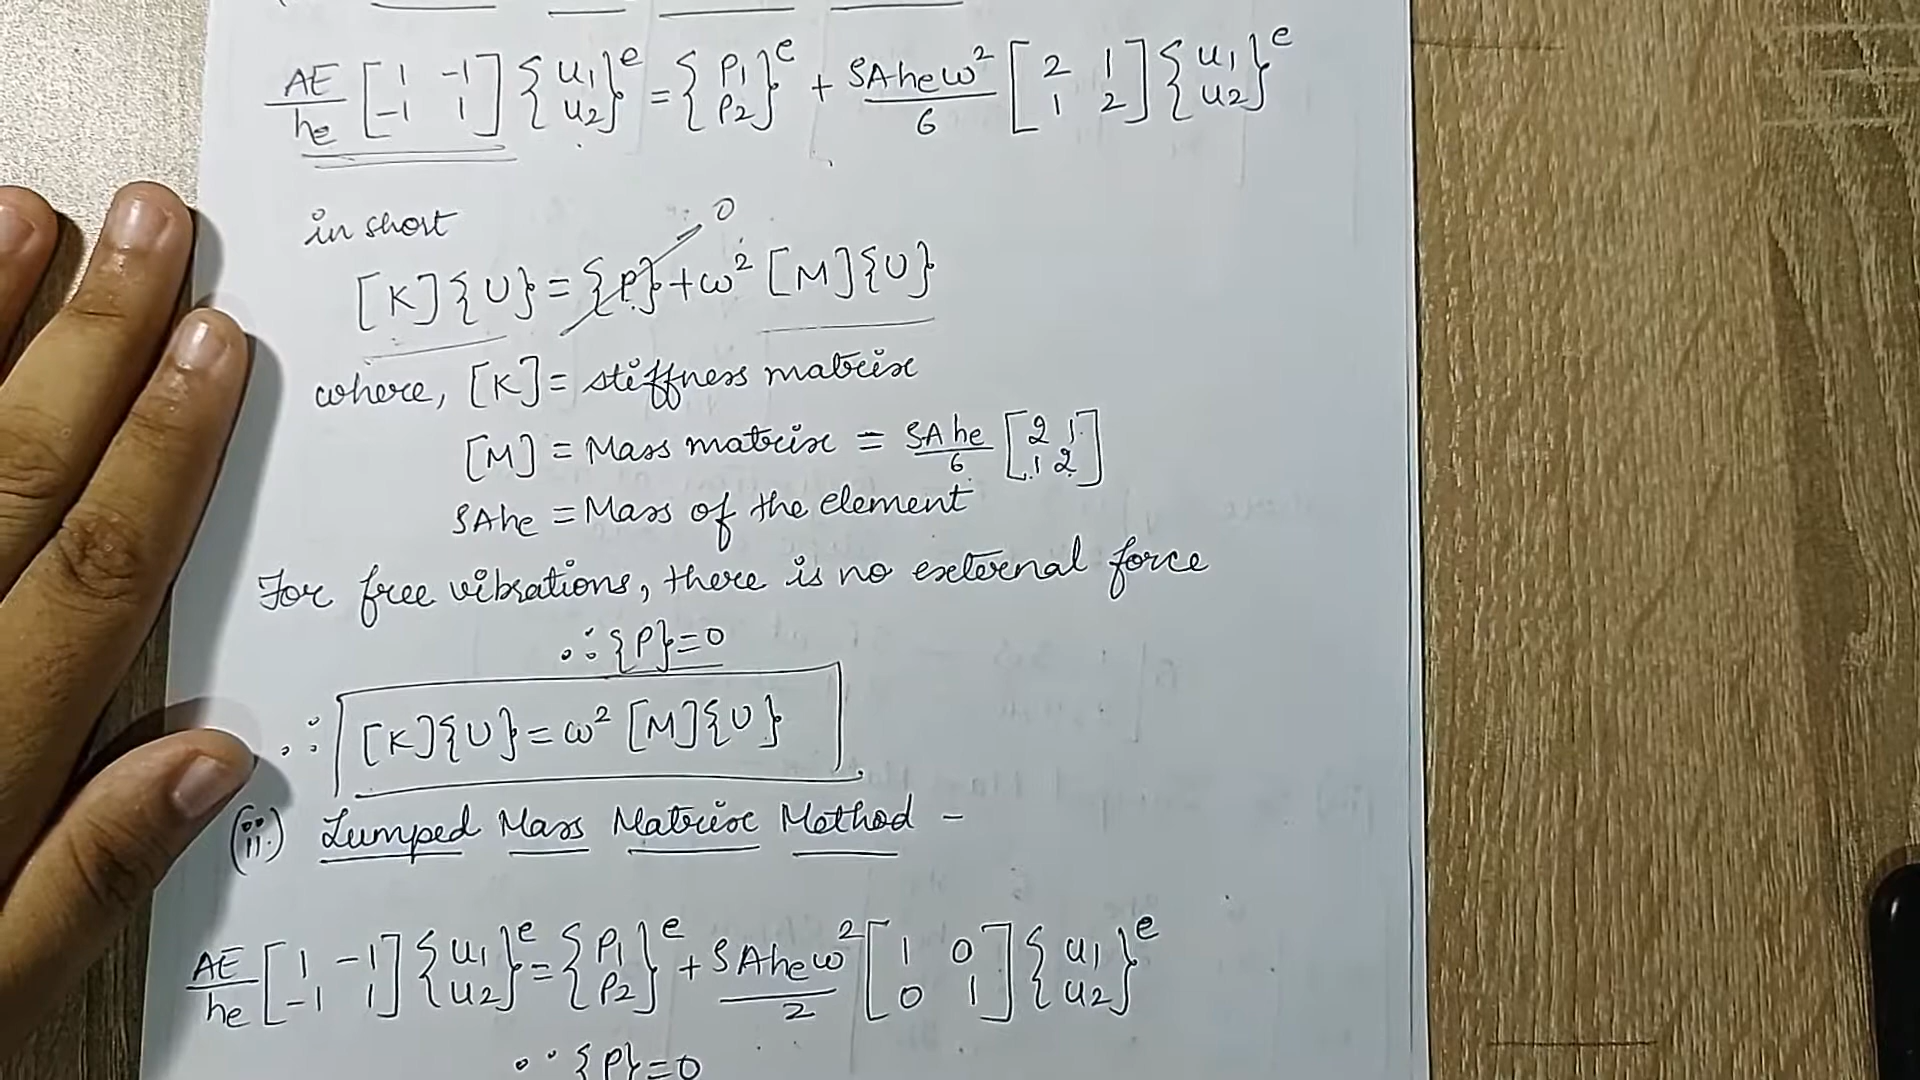 AE/he [1 -1; -1 1] {u1; u2}^e = {P1; P2}^e + ρAheω²/6 [2 1; 1 2] {u1; u2}^e
in short 0
[K]{U} = {P} + ω² [M]{U}
where, [K] = stiffness matrix
[M] = Mass matrix = ρAhe/6 [2 1; 1 2]
ρAhe = Mass of the element
For free vibrations, there is no external force
∴ {P} = 0
∴ [K]{U} = ω² [M]{U}
(ii) Lumped Mass Matrix Method -
AE/he [1 -1; -1 1] {u1; u2}^e = {P1; P2}^e + ρAheω²/2 [1 0; 0 1] {u1; u2}^e
∵ {P} = 0